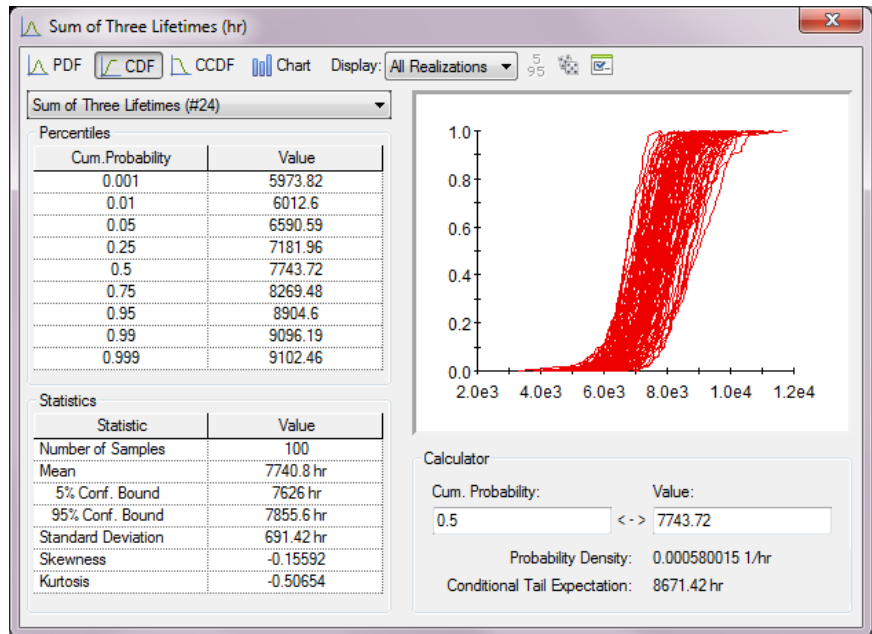 Sum of Three Lifetimes (hr)
PDF CDF CCDF Chart Display: All Realizations 5 95
Sum of Three Lifetimes (#24)
Percentiles
Cum.Probability Value
0.001 5973.82
0.01 6012.6
0.05 6590.59
0.25 7181.96
0.5 7743.72
0.75 8269.48
0.95 8904.6
0.99 9096.19
0.999 9102.46
Statistics
Statistic Value
Number of Samples 100
Mean 7740.8 hr
5% Conf. Bound 7626 hr
95% Conf. Bound 7855.6 hr
Standard Deviation 691.42 hr
Skewness -0.15592
Kurtosis -0.50654
1.0
0.8
0.6
0.4
0.2
0.0
2.0e3 4.0e3 6.0e3 8.0e3 1.0e4 1.2e4
Calculator
Cum. Probability: Value:
0.5 < - > 7743.72
Probability Density: 0.000580015 1/hr
Conditional Tail Expectation: 8671.42 hr